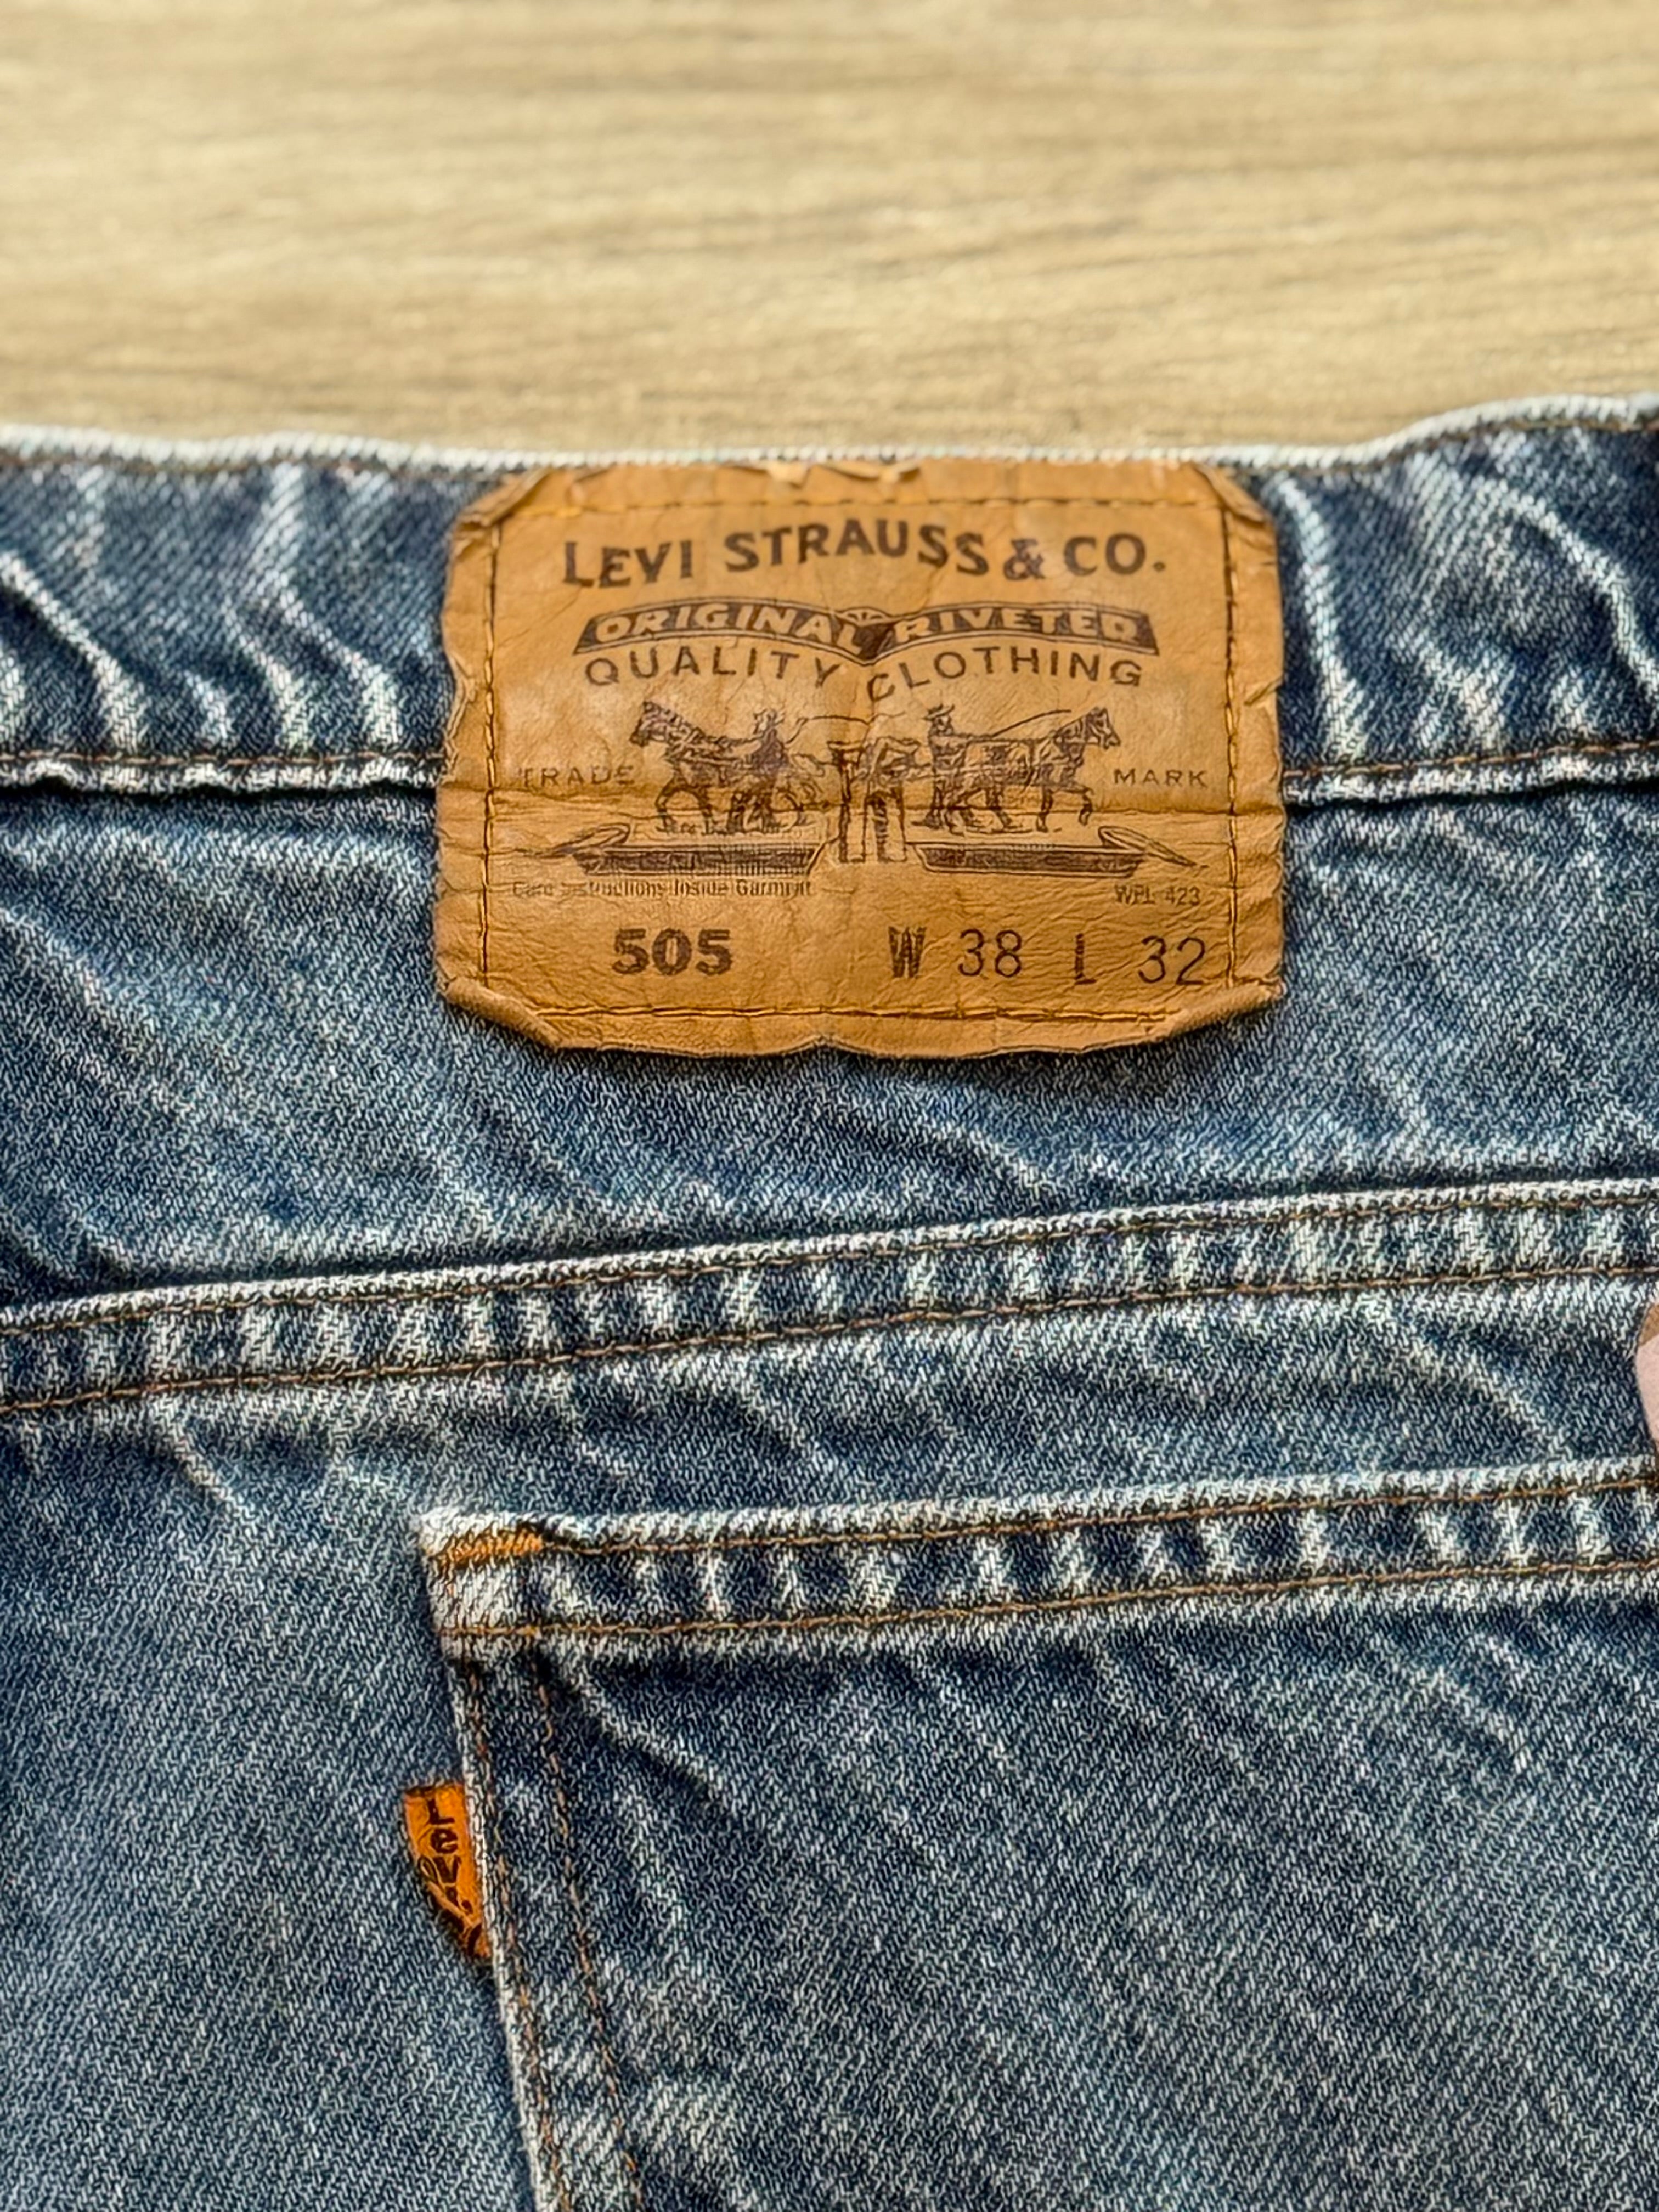 LEVI STRAUSS & CO.
ORIGINAL RIVETED
QUALITY CLOTHING
TRADE MARK
Care Instructions Inside Garment WPL 423
505 W 38 L 32
Levi's